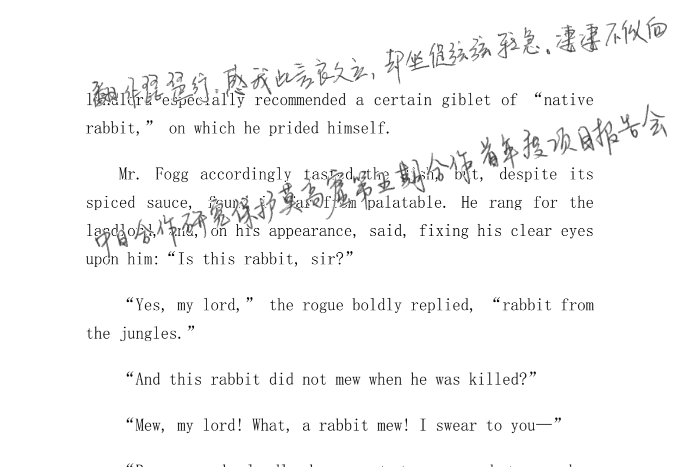 翻作琵琶行。感我此言良久立，却坐促弦弦转急。凄凄不似向
landlord especially recommended a certain giblet of “native
rabbit,” on which he prided himself.
Mr. Fogg accordingly tasted the dish, but, despite its
spiced sauce, found it far from palatable. He rang for the
中日合作研究保护莫高窟第五期合作首年度项目报告会
landlord, and, on his appearance, said, fixing his clear eyes
upon him: “Is this rabbit, sir?”
“Yes, my lord,” the rogue boldly replied, “rabbit from
the jungles.”
“And this rabbit did not mew when he was killed?”
“Mew, my lord! What, a rabbit mew! I swear to you—”